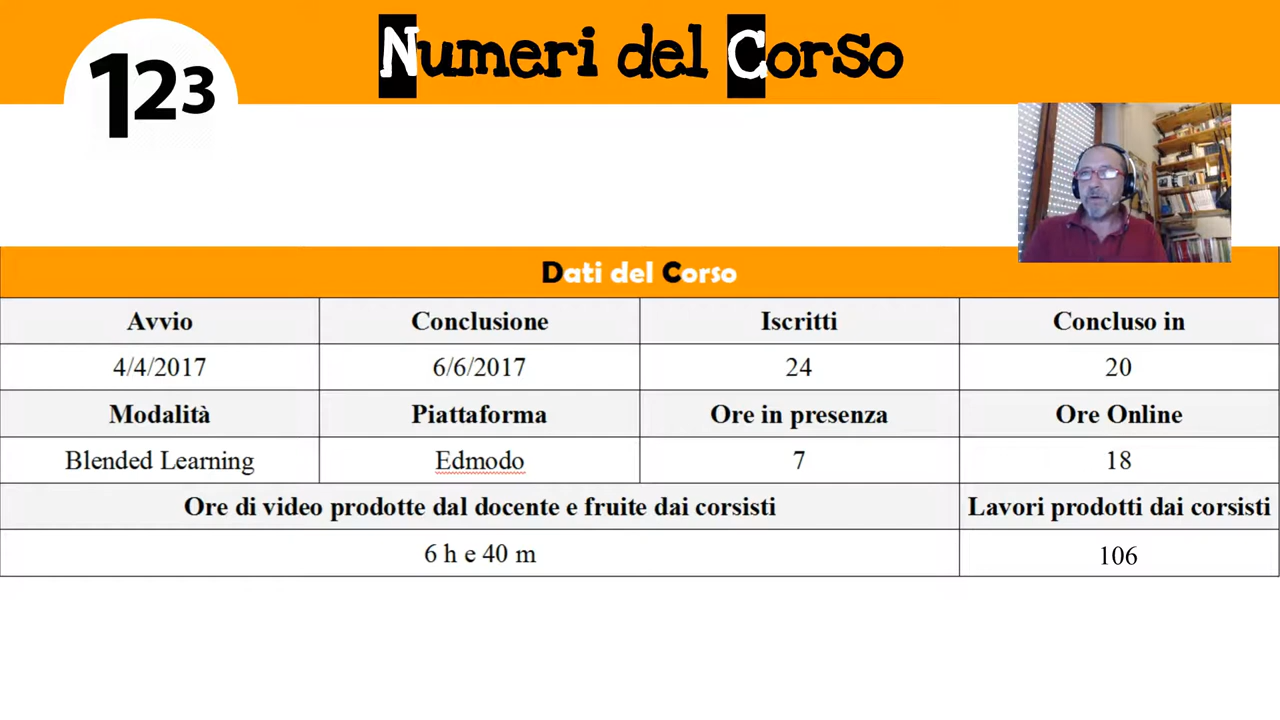 123
Numeri del Corso
Dati del Corso
Avvio Conclusione Iscritti Concluso in
4/4/2017 6/6/2017 24 20
Modalità Piattaforma Ore in presenza Ore Online
Blended Learning Edmodo 7 18
Ore di video prodotte dal docente e fruite dai corsisti Lavori prodotti dai corsisti
6 h e 40 m 106